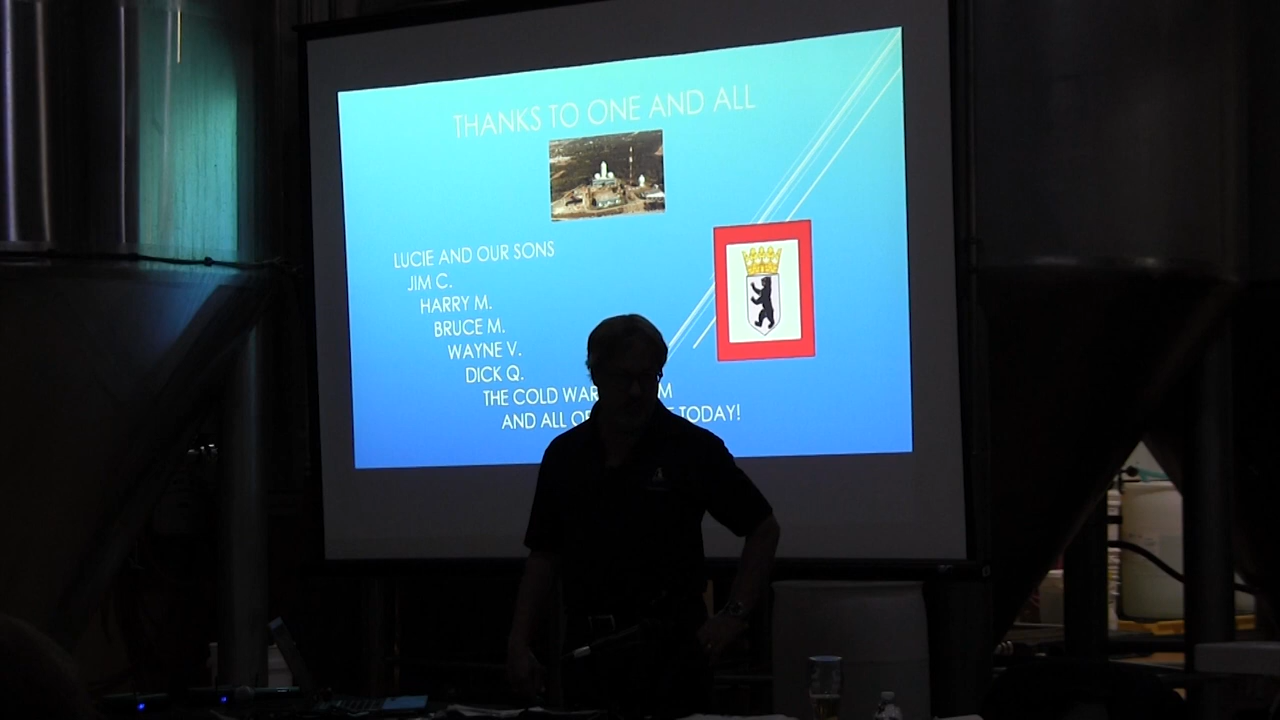 THANKS TO ONE AND ALL
LUCIE AND OUR SONS
JIM C.
HARRY M.
BRUCE M.
WAYNE V.
DICK Q.
THE COLD WAR
AND ALL TODAY!